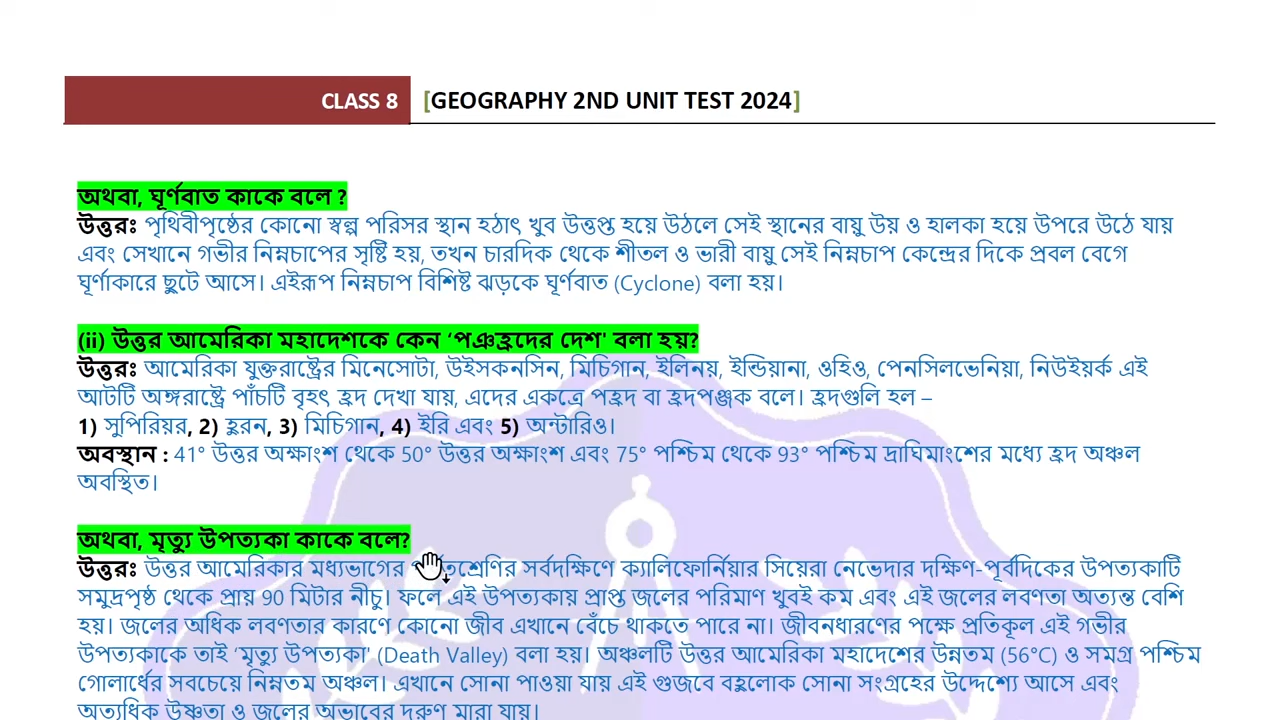 CLASS 8 [GEOGRAPHY 2ND UNIT TEST 2024]
অথবা, ঘূর্ণবাত কাকে বলে ?
উত্তরঃ পৃথিবীপৃষ্ঠের কোনো স্বল্প পরিসর স্থান হঠাৎ খুব উত্তপ্ত হয়ে উঠলে সেই স্থানের বায়ু উয় ও হালকা হয়ে উপরে উঠে যায়
এবং সেখানে গভীর নিম্নচাপের সৃষ্টি হয়, তখন চারদিক থেকে শীতল ও ভারী বায়ু সেই নিম্নচাপ কেন্দ্রের দিকে প্রবল বেগে
ঘূর্ণাকারে ছুটে আসে। এইরূপ নিম্নচাপ বিশিষ্ট ঝড়কে ঘূর্ণবাত (Cyclone) বলা হয়।
(ii) উত্তর আমেরিকা মহাদেশকে কেন ‘পঞ্চহ্রদের দেশ' বলা হয়?
উত্তরঃ আমেরিকা যুক্তরাষ্ট্রের মিনেসোটা, উইসকনসিন, মিচিগান, ইলিনয়, ইন্ডিয়ানা, ওহিও, পেনসিলভেনিয়া, নিউইয়র্ক এই
আটটি অঙ্গরাষ্ট্রে পাঁচটি বৃহৎ হ্রদ দেখা যায়, এদের একত্রে পহ্রদ বা হ্রদপঞ্জক বলে। হ্রদগুলি হল –
1) সুপিরিয়র, 2) হুরন, 3) মিচিগান, 4) ইরি এবং 5) অন্টারিও।
অবস্থান : 41° উত্তর অক্ষাংশ থেকে 50° উত্তর অক্ষাংশ এবং 75° পশ্চিম থেকে 93° পশ্চিম দ্রাঘিমাংশের মধ্যে হ্রদ অঞ্চল
অবস্থিত।
অথবা, মৃত্যু উপত্যকা কাকে বলে?
উত্তরঃ উত্তর আমেরিকার মধ্যভাগের সর্বদক্ষিণে ক্যালিফোর্নিয়ার সিয়েরা নেভেদার দক্ষিণ-পূর্বদিকের উপত্যকাটি
সমুদ্রপৃষ্ঠ থেকে প্রায় 90 মিটার নীচু। ফলে এই উপত্যকায় প্রাপ্ত জলের পরিমাণ খুবই কম এবং এই জলের লবণতা অত্যন্ত বেশি
হয়। জলের অধিক লবণতার কারণে কোনো জীব এখানে বেঁচে থাকতে পারে না। জীবনধারণের পক্ষে প্রতিকূল এই গভীর
উপত্যকাকে তাই ‘মৃত্যু উপত্যকা’ (Death Valley) বলা হয়। অঞ্চলটি উত্তর আমেরিকা মহাদেশের উন্নতম (56°C) ও সমগ্র পশ্চিম
গোলার্ধের সবচেয়ে নিম্নতম অঞ্চল। এখানে সোনা পাওয়া যায় এই গুজবে বহুলোক সোনা সংগ্রহের উদ্দেশ্যে আসে এবং
অত্যধিক উষ্ণতা ও জলের অভাবের দরুণ মারা যায়।